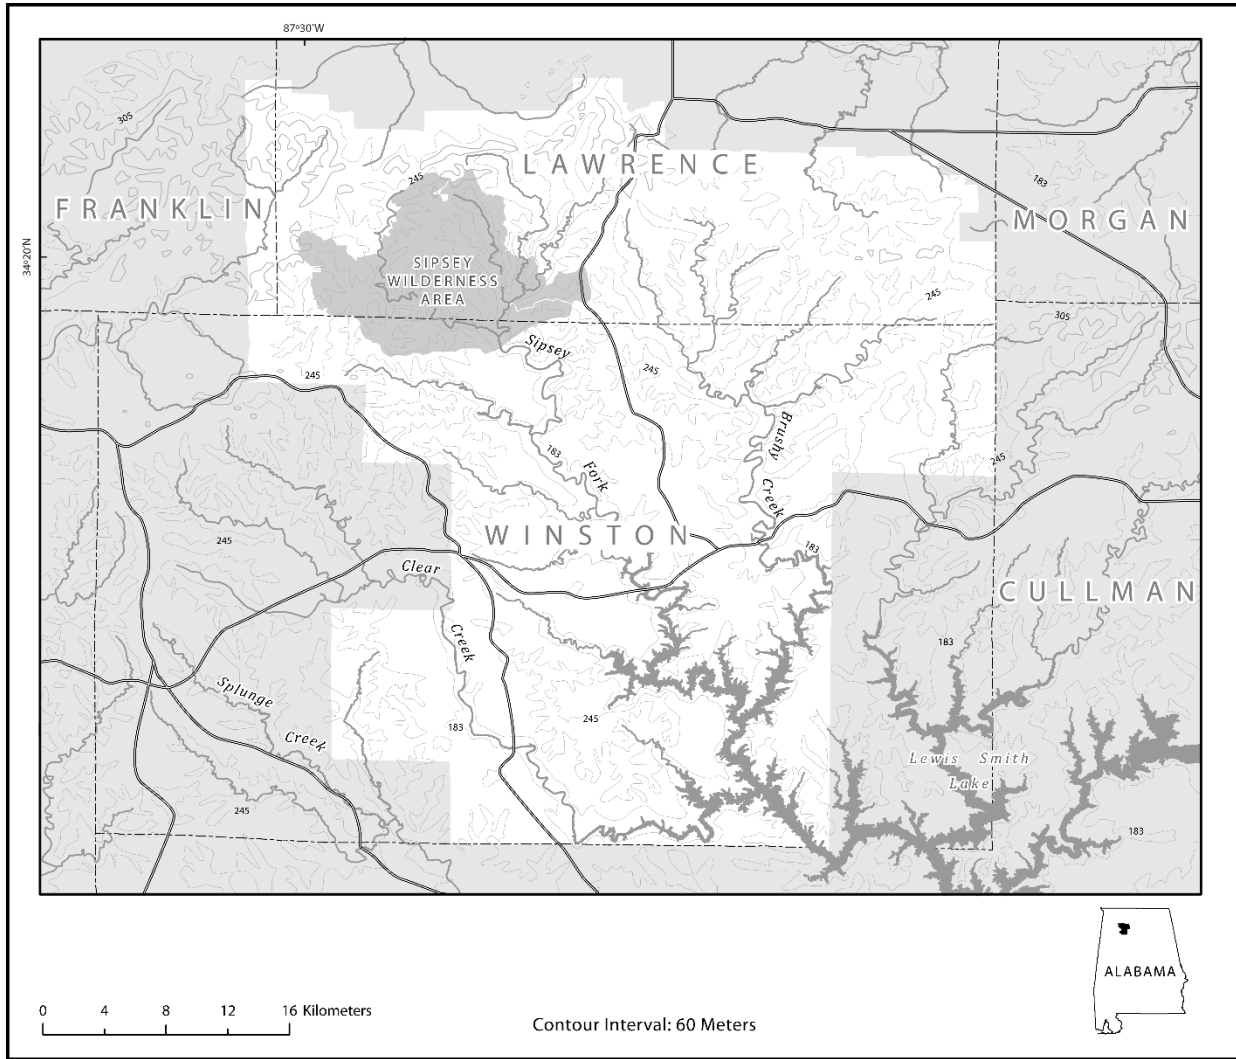 87°30'W
305
LAWRENCE
245
183
FRANKLIN
MORGAN
34°20'N
SIPSEY
WILDERNESS
AREA
245
305
Sipsey
245
245
Brushy
183
Fork
245
Creek
WINSTON
245
183
Clear
CULLMAN
Creek
183
Splunge
245
183
Creek
Lewis Smith
Lake
245
183
ALABAMA
0 4 8 12 16 Kilometers
Contour Interval: 60 Meters